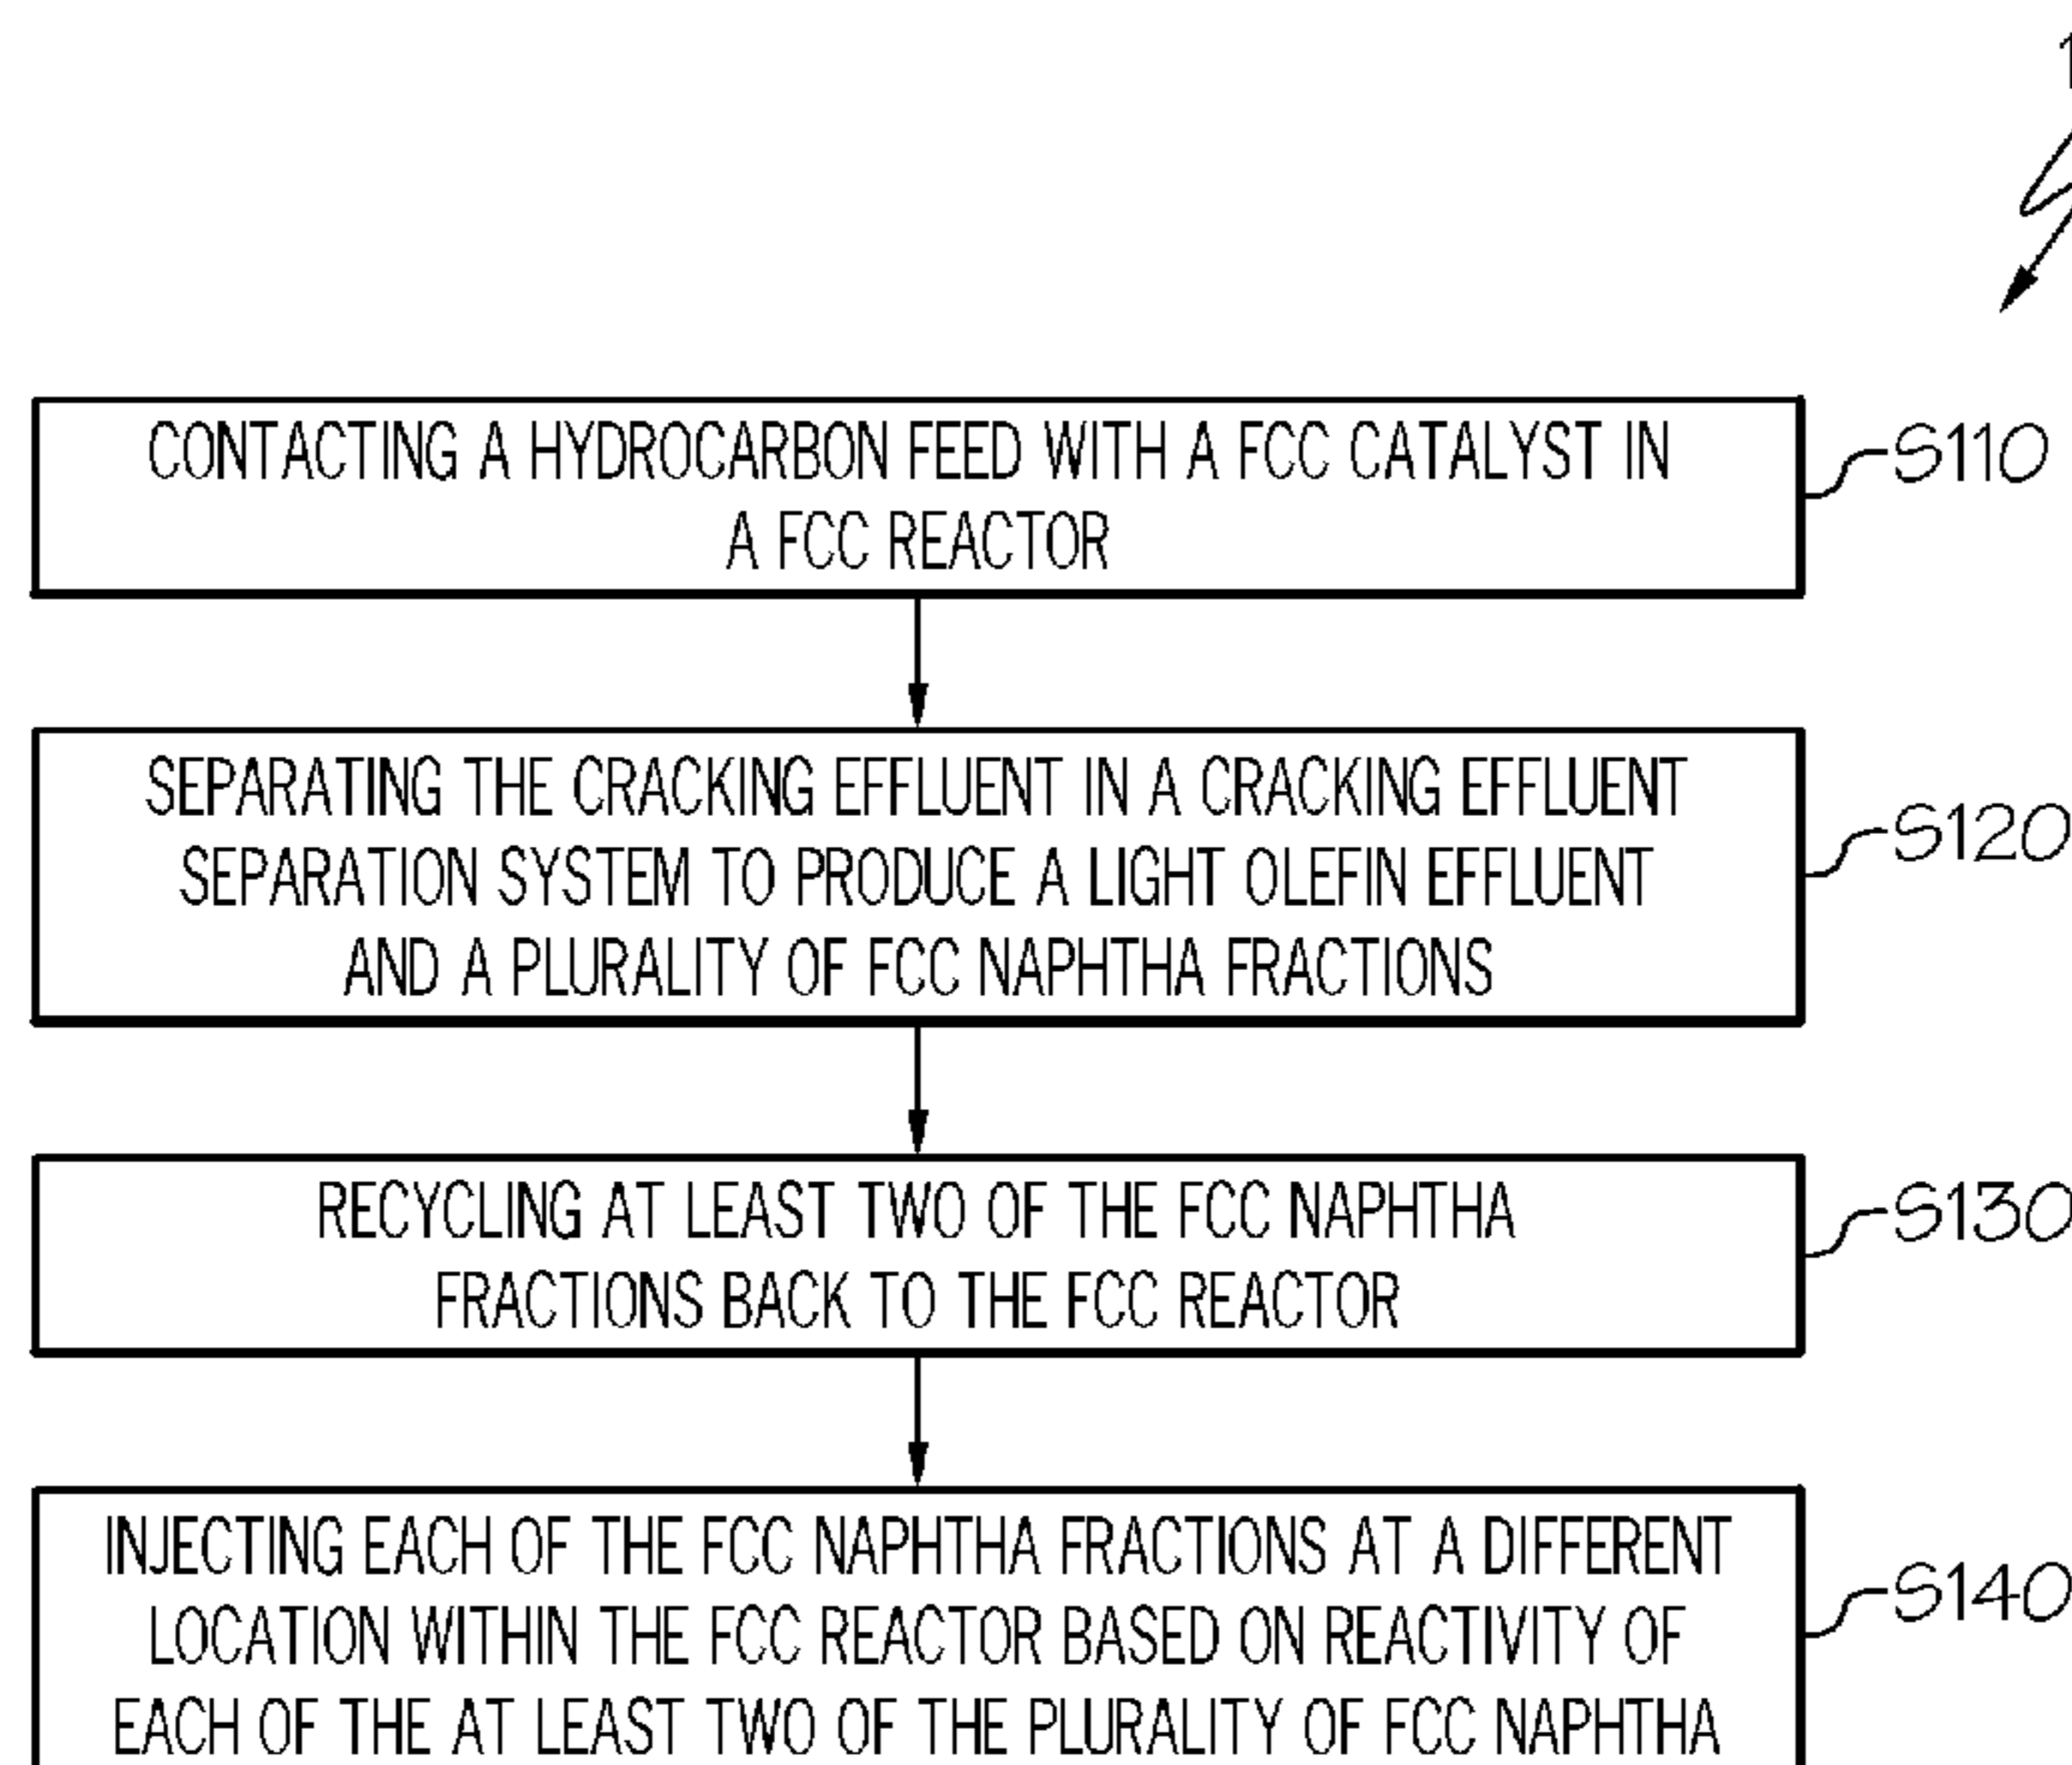 CONTACTING A HYDROCARBON FEED WITH A FCC CATALYST IN
A FCC REACTOR
S110
SEPARATING THE CRACKING EFFLUENT IN A CRACKING EFFLUENT
SEPARATION SYSTEM TO PRODUCE A LIGHT OLEFIN EFFLUENT
AND A PLURALITY OF FCC NAPHTHA FRACTIONS
S120
RECYCLING AT LEAST TWO OF THE FCC NAPHTHA
FRACTIONS BACK TO THE FCC REACTOR
S130
INJECTING EACH OF THE FCC NAPHTHA FRACTIONS AT A DIFFERENT
LOCATION WITHIN THE FCC REACTOR BASED ON REACTIVITY OF
EACH OF THE AT LEAST TWO OF THE PLURALITY OF FCC NAPHTHA
S140